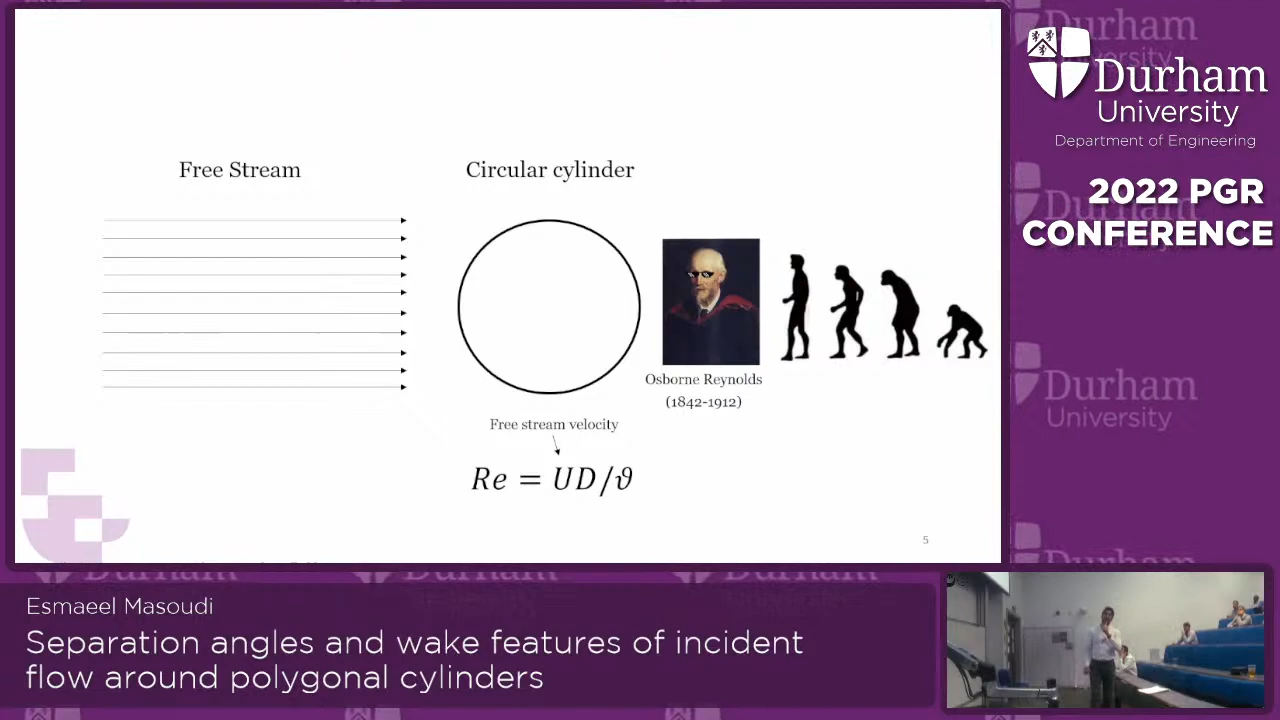 Free Stream
Circular cylinder
Osborne Reynolds
(1842-1912)
Free stream velocity
Re = UD/ϑ
5
Durham
University
Department of Engineering
2022 PGR
CONFERENCE
Durham
University
Esmaeel Masoudi
Separation angles and wake features of incident
flow around polygonal cylinders